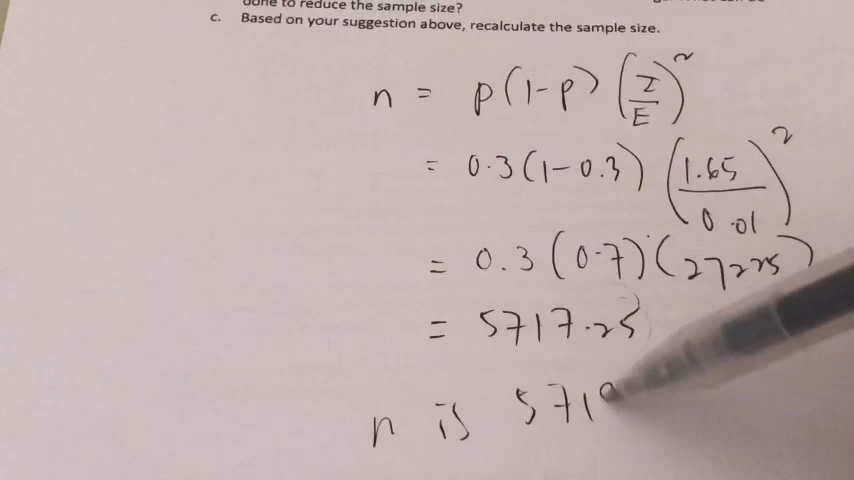 done to reduce the sample size?
c. Based on your suggestion above, recalculate the sample size.
n = p(1-p) (Z/E)²
= 0.3(1-0.3) (1.65/0.01)²
= 0.3(0.7)(27225)
= 5717.25
n is 571